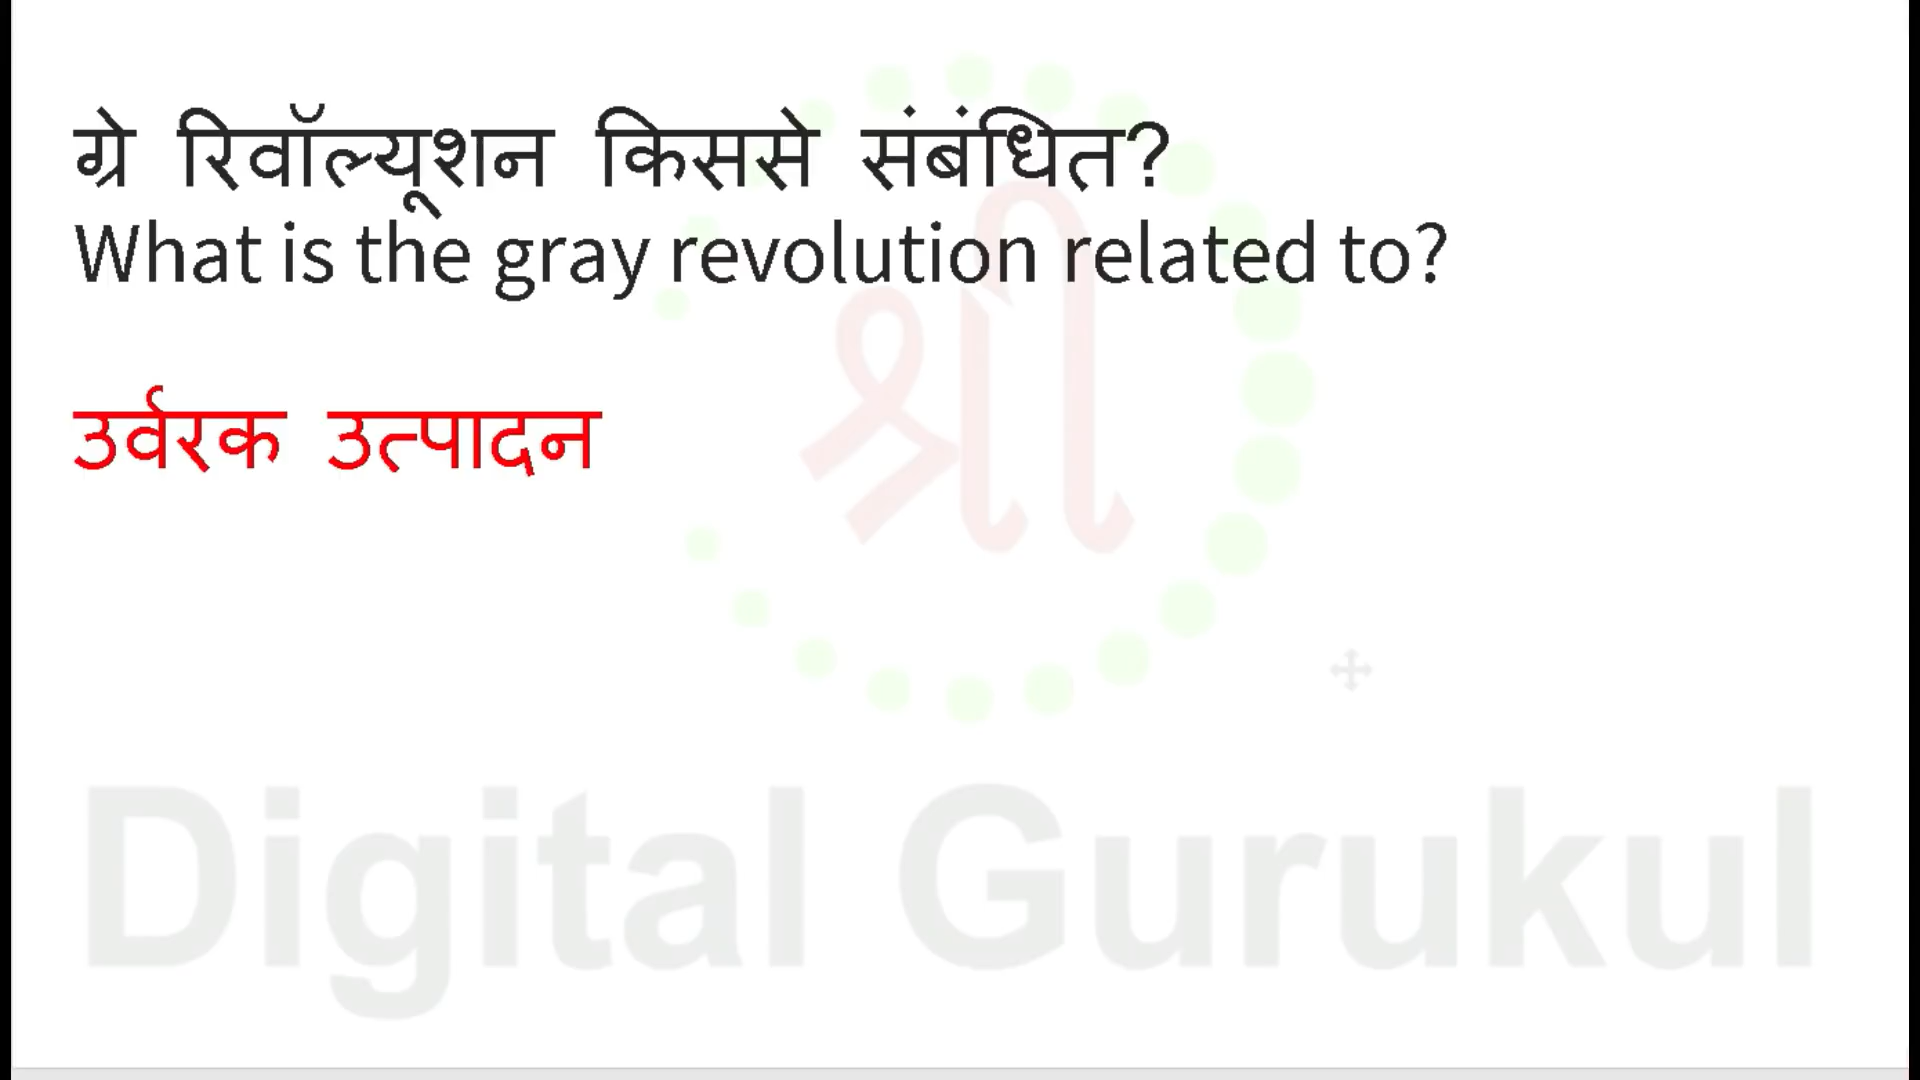 ग्रे रिवॉल्यूशन किससे संबंधित?
What is the gray revolution related to?
उर्वरक उत्पादन
श्री
Digital Gurukul